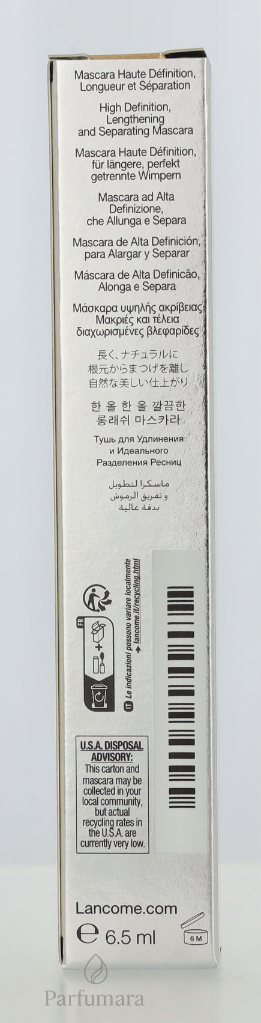 Mascara Haute Définition,
Longueur et Séparation
High Definition,
Lengthening
and Separating Mascara
Mascara Haute Définition,
für längere, perfekt
getrennte Wimpern
Mascara ad Alta
Definizione,
che Allunga e Separa
Mascara de Alta Definición,
para Alargar y Separar
Máscara de Alta Definicão,
Alonga e Separa
Μάσκαρα υψηλής ακρίβειας
Μακριές και τέλεια
διαχωρισμένες βλεφαρίδες
長く、ナチュラルに
根元からまつげを離し
自然な美しい仕上がり
한 올 한 올 깔끔한
롱래쉬 마스카라
Тушь для Удлинения
и Идеального
Разделения Ресниц
ماسكرا لتطويل
و تفريق الرموش
بدقة عالية
FR
+
IT Le indicazioni possono variare localmente
➔ lancome.it/recycling.html
U.S.A. DISPOSAL
ADVISORY:
This carton and
mascara may be
collected in your
local community,
but actual
recycling rates in
the U.S.A. are
currently very low.
Lancome.com
e 6.5 ml
6 M
Parfumara